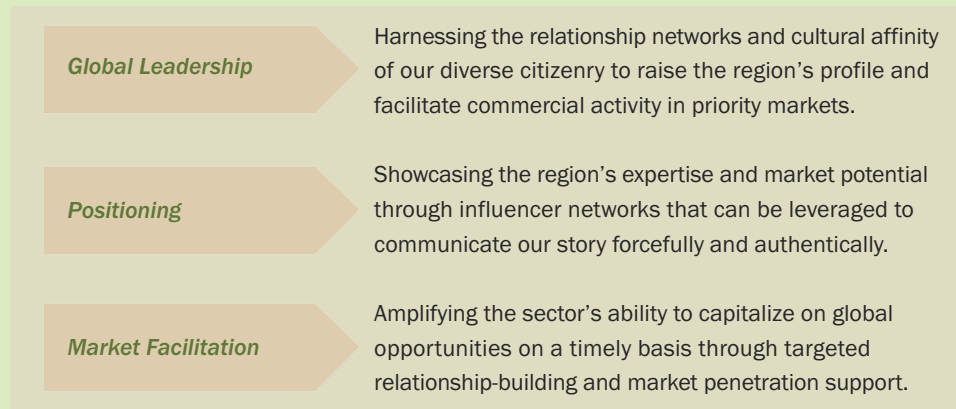 Global Leadership
Harnessing the relationship networks and cultural affinity
of our diverse citizenry to raise the region’s profile and
facilitate commercial activity in priority markets.
Positioning
Showcasing the region’s expertise and market potential
through influencer networks that can be leveraged to
communicate our story forcefully and authentically.
Market Facilitation
Amplifying the sector’s ability to capitalize on global
opportunities on a timely basis through targeted
relationship-building and market penetration support.